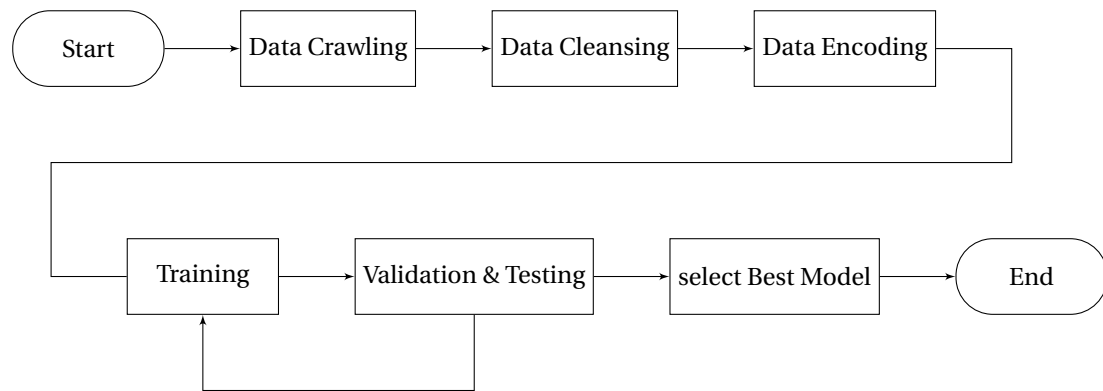 Start
Data Crawling
Data Cleansing
Data Encoding
Training
Validation & Testing
select Best Model
End